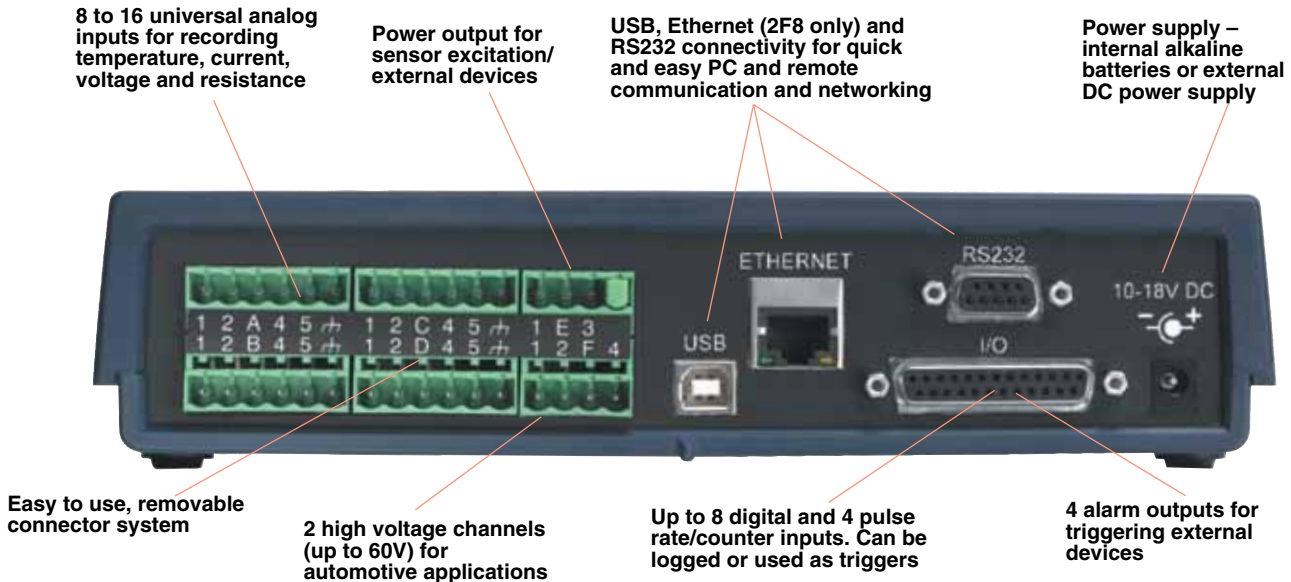 8 to 16 universal analog
inputs for recording
temperature, current,
voltage and resistance
Power output for
sensor excitation/
external devices
USB, Ethernet (2F8 only) and
RS232 connectivity for quick
and easy PC and remote
communication and networking
Power supply –
internal alkaline
batteries or external
DC power supply
ETHERNET
RS232
10-18V DC
- +
USB
I/O
1 2 A 4 5 1 2 C 4 5 1 E 3
1 2 B 4 5 1 2 D 4 5 1 2 F 4
Easy to use, removable
connector system
2 high voltage channels
(up to 60V) for
automotive applications
Up to 8 digital and 4 pulse
rate/counter inputs. Can be
logged or used as triggers
4 alarm outputs for
triggering external
devices